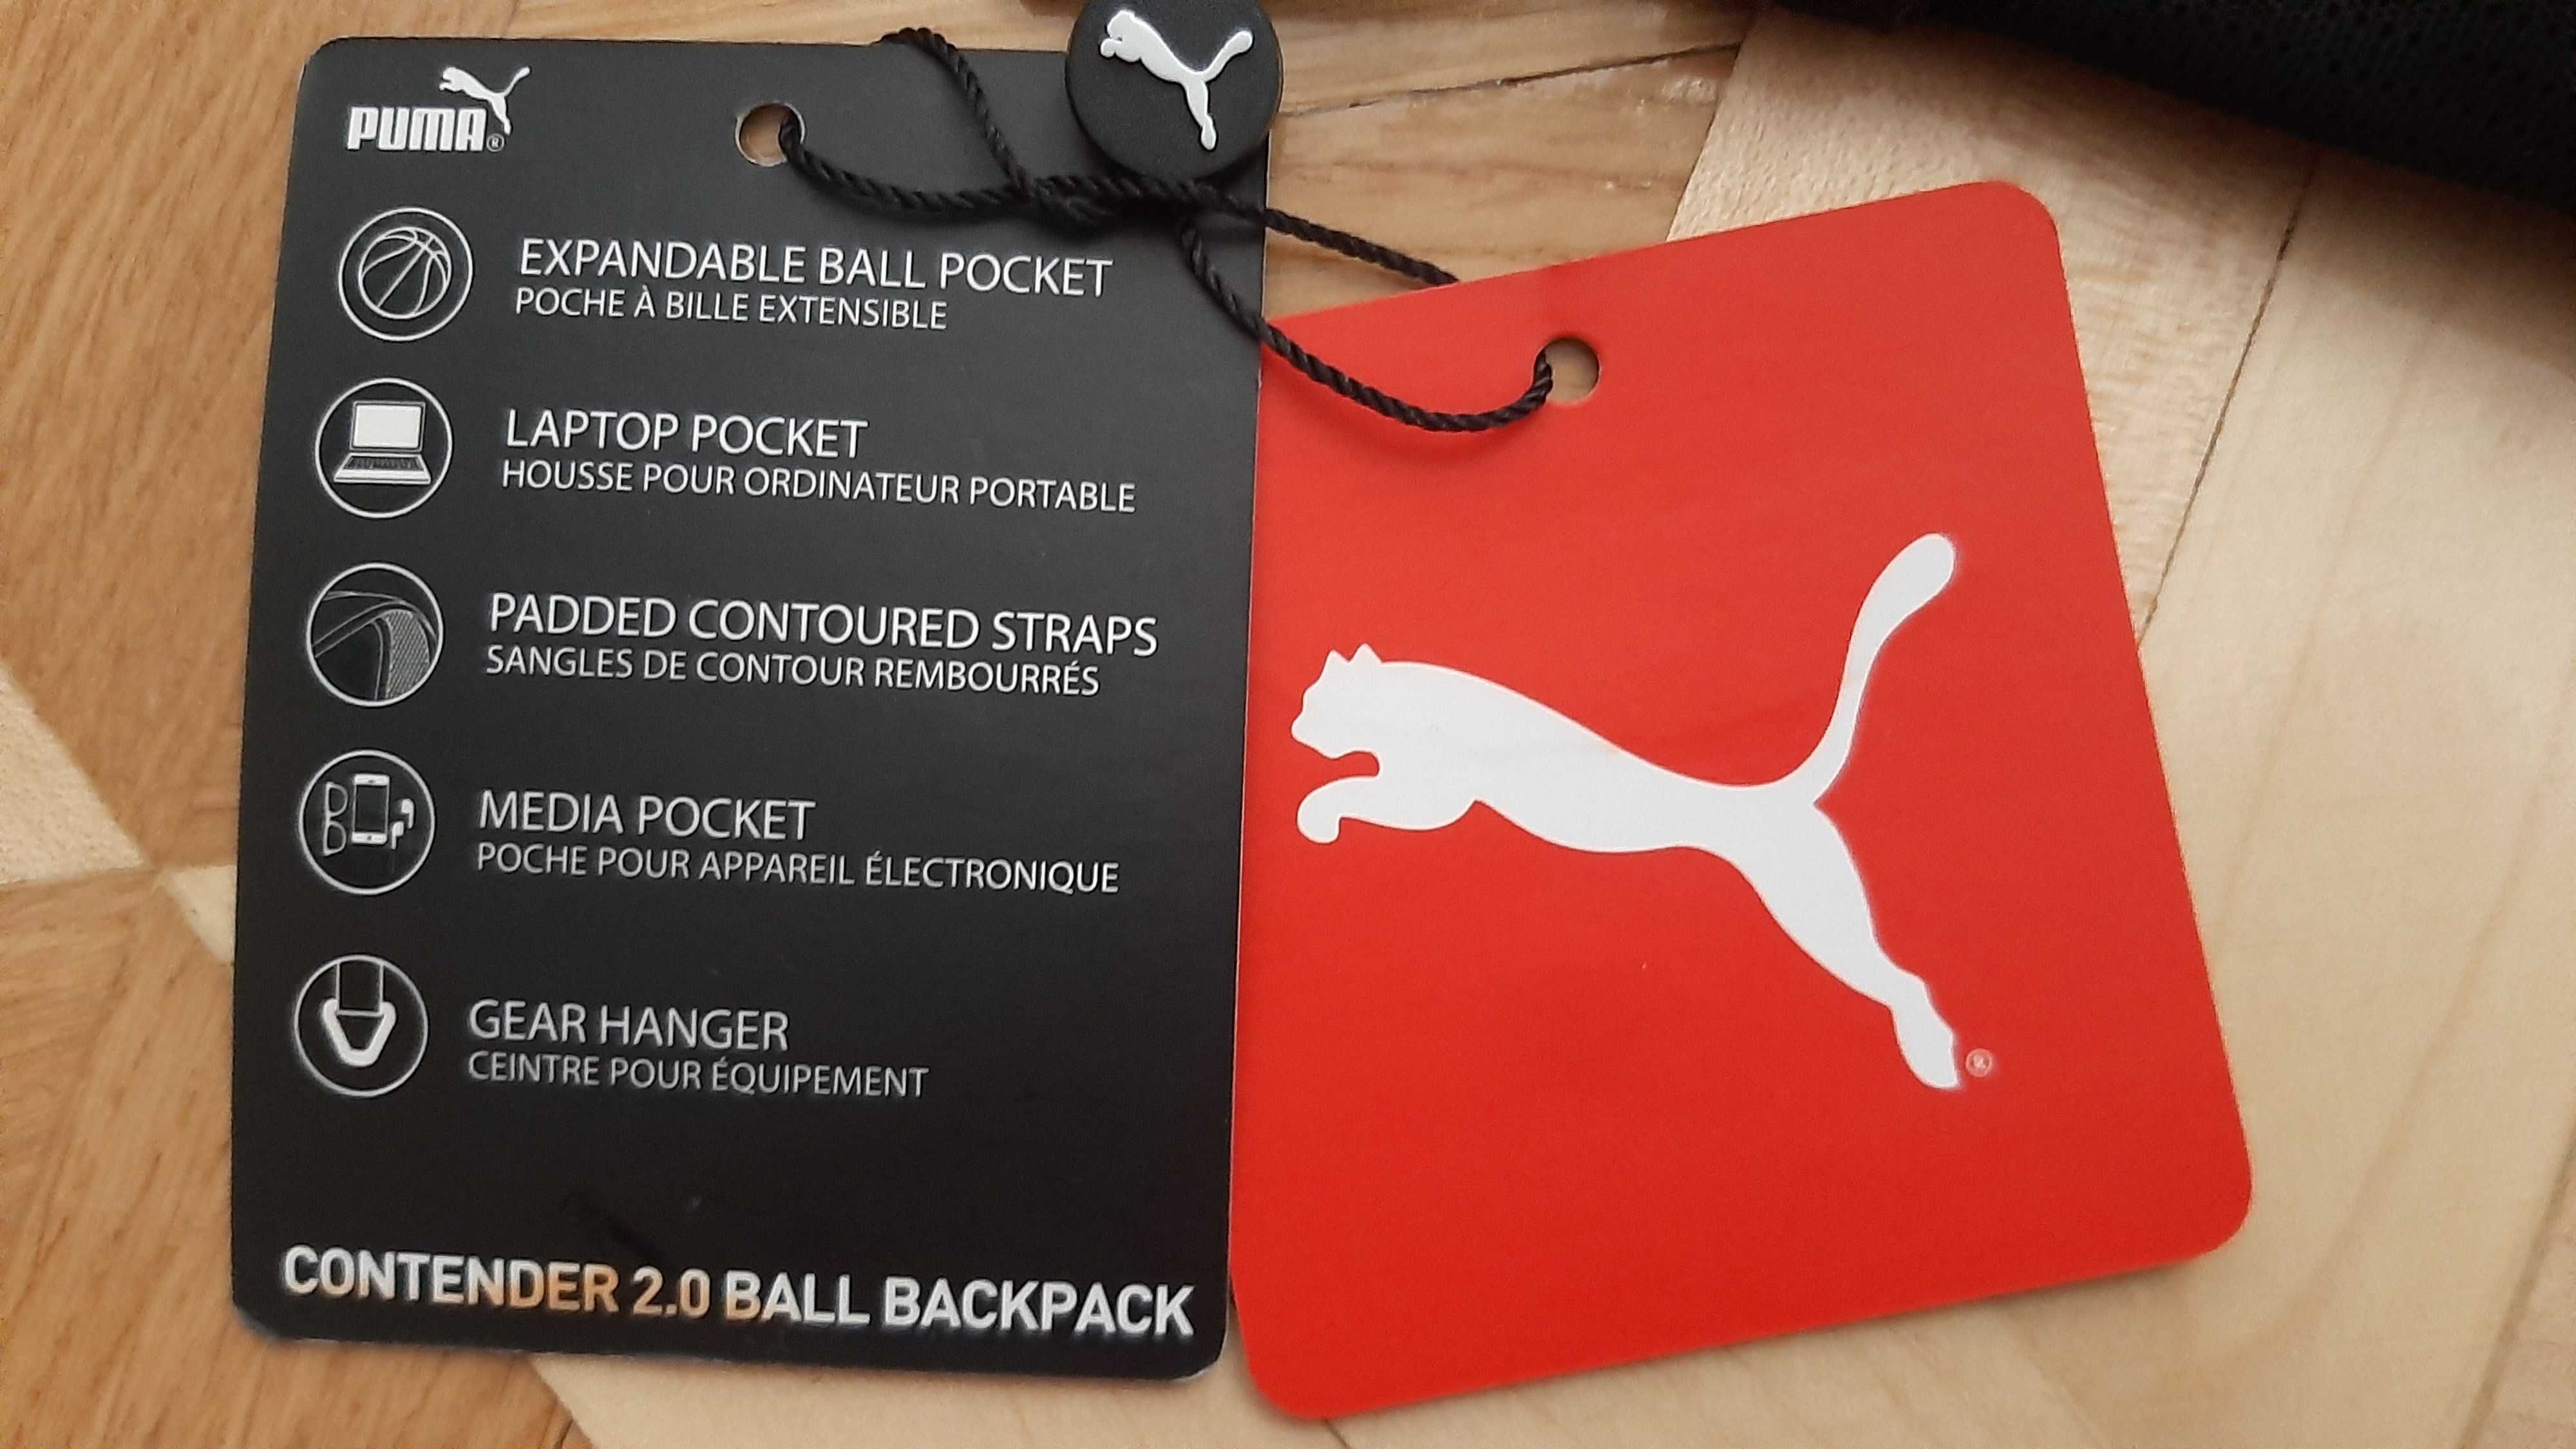 PUMA®
EXPANDABLE BALL POCKET
POCHE À BILLE EXTENSIBLE
LAPTOP POCKET
HOUSSE POUR ORDINATEUR PORTABLE
PADDED CONTOURED STRAPS
SANGLES DE CONTOUR REMBOURRÉS
MEDIA POCKET
POCHE POUR APPAREIL ÉLECTRONIQUE
GEAR HANGER
CEINTRE POUR ÉQUIPEMENT
CONTENDER 2.0 BALL BACKPACK
®